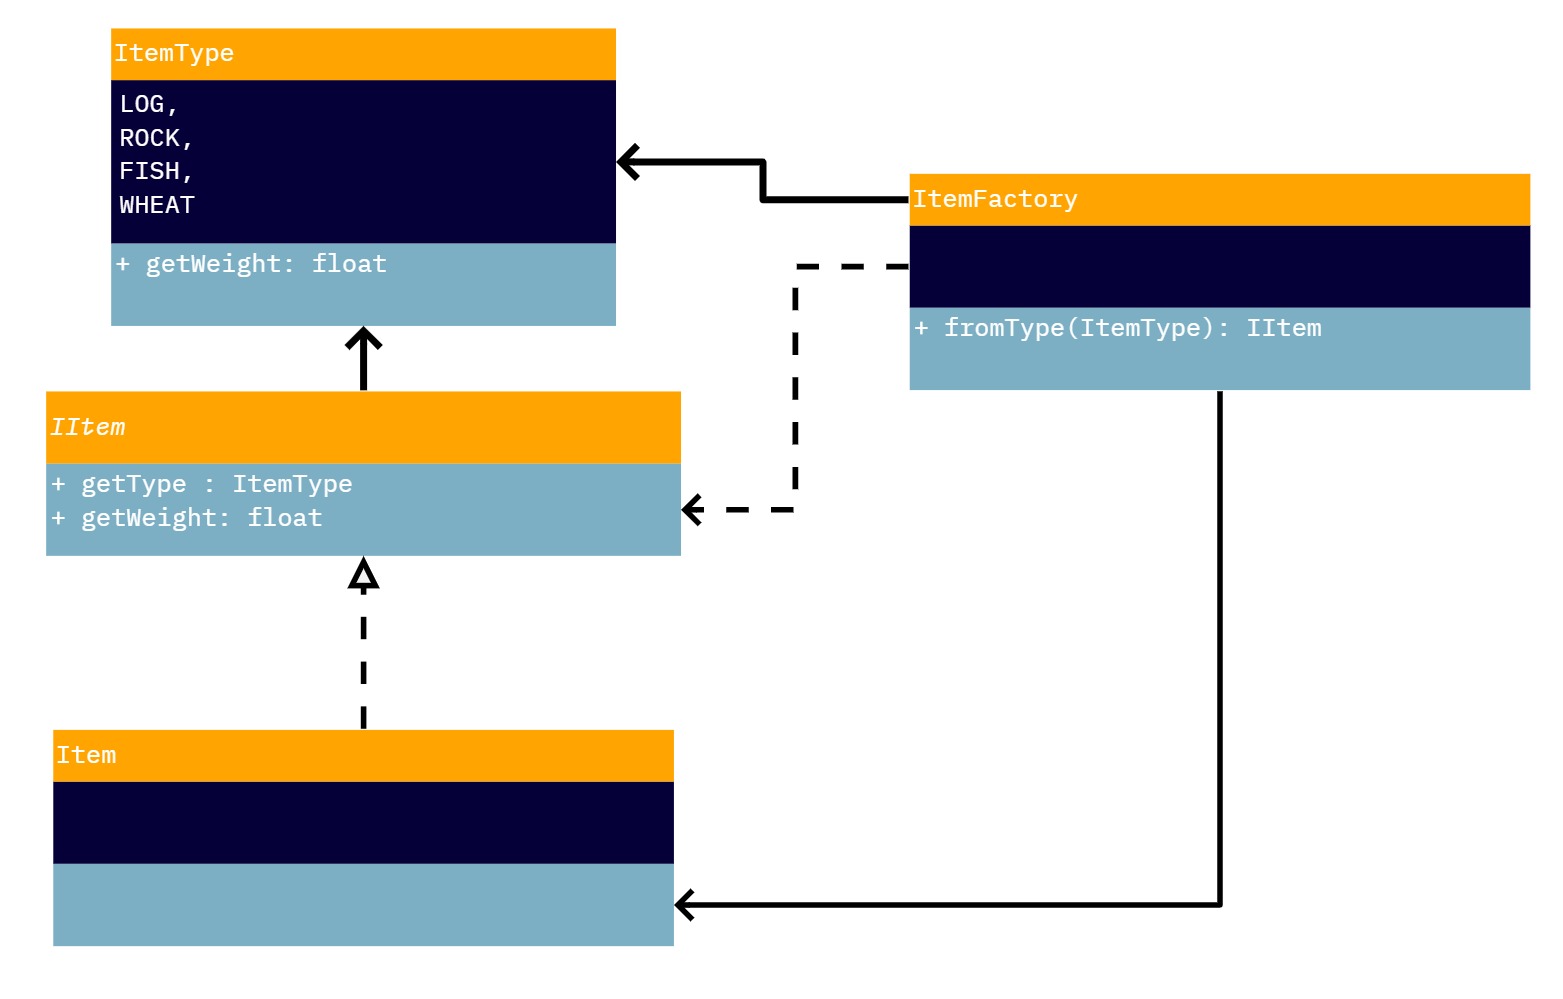 ItemType
LOG,
ROCK,
FISH,
WHEAT
+ getWeight: float
ItemFactory
+ fromType(ItemType): IItem
IItem
+ getType : ItemType
+ getWeight: float
Item